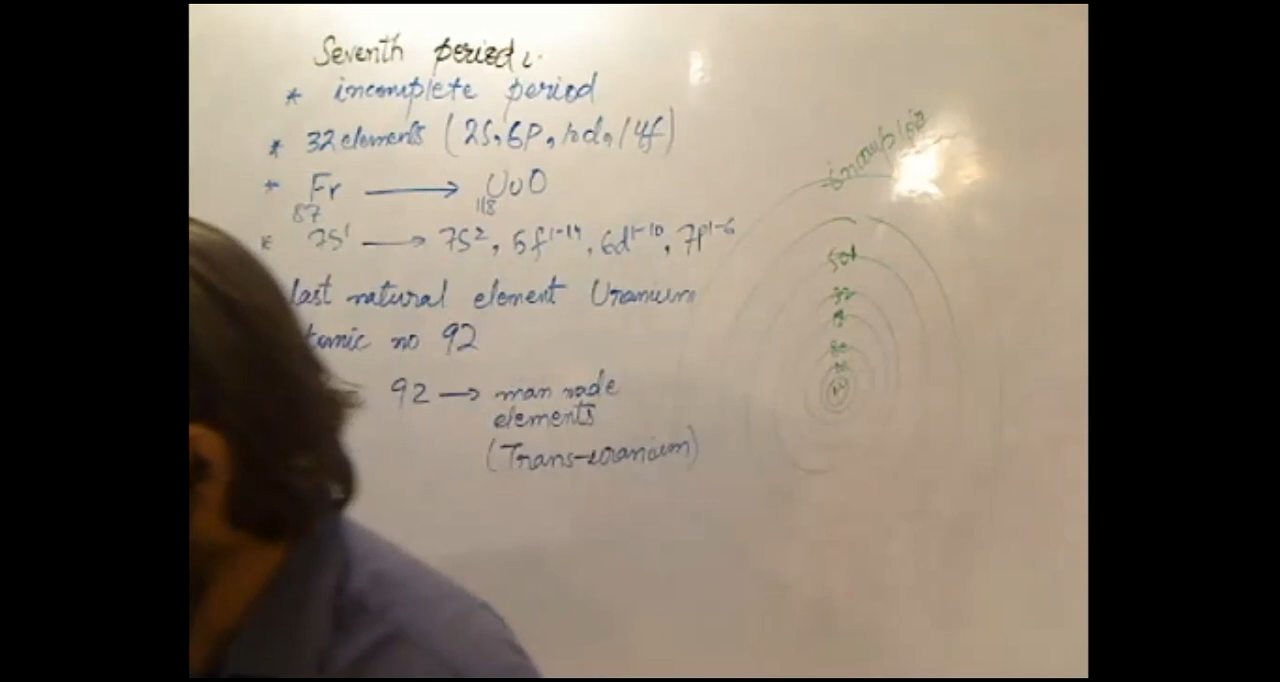 Seventh period :-
* incomplete period
* 32 elements (2s, 6p, 10d, 14f)
* Fr ⟶ UuO
87 118
* 7s¹ ⟶ 7s², 5f¹⁻¹⁴, 6d¹⁻¹⁰, 7p¹⁻⁶
last natural element Uranium
tomic no 92
92 ⟶ man made
elements
(Trans-uranium)
incomplete